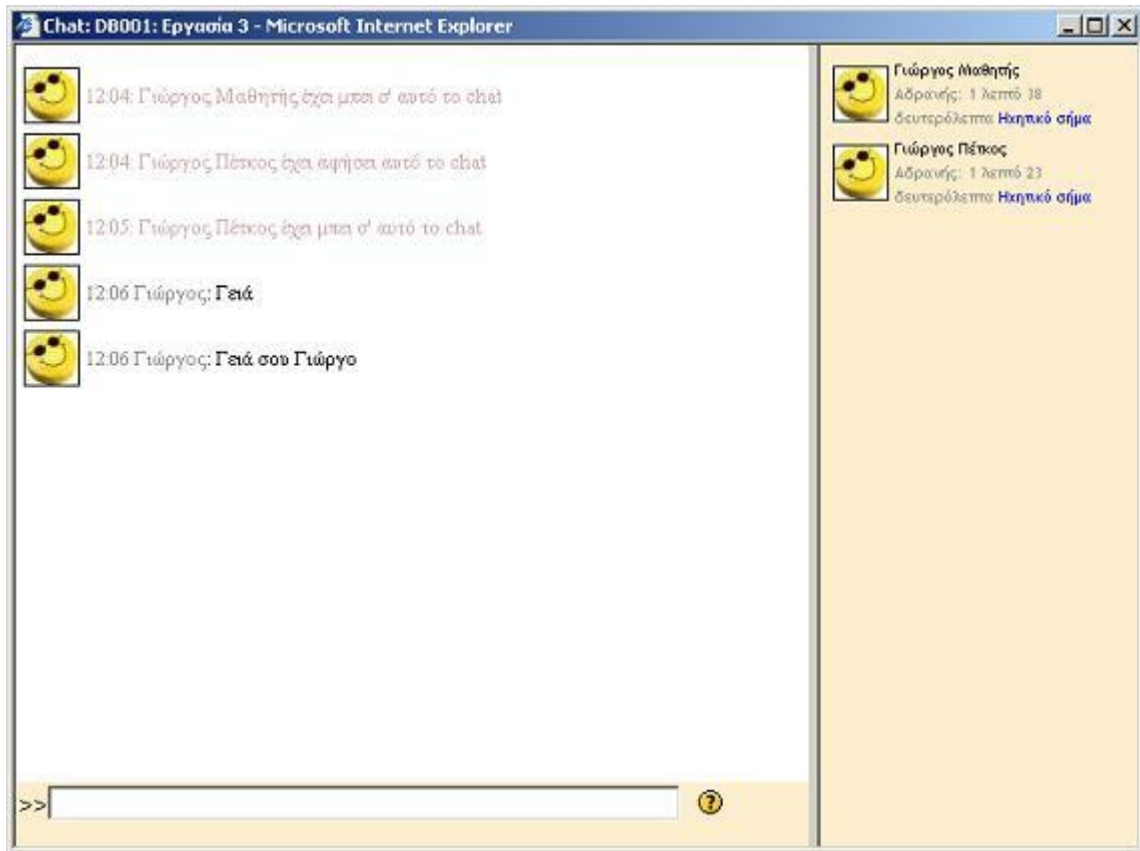 Chat: DB001: Εργασία 3 - Microsoft Internet Explorer
12:04: Γιώργος Μαθητής έχει μπει σ' αυτό το chat
12:04: Γιώργος Πέτκος έχει αφήσει αυτό το chat
12:05: Γιώργος Πέτκος έχει μπει σ' αυτό το chat
12:06 Γιώργος: Γειά
12:06 Γιώργος: Γειά σου Γιώργο
>>
?
Γιώργος Μαθητής
Αδρανής: 1 λεπτό 38
δευτερόλεπτα Ηχητικό σήμα
Γιώργος Πέτκος
Αδρανής: 1 λεπτό 23
δευτερόλεπτα Ηχητικό σήμα